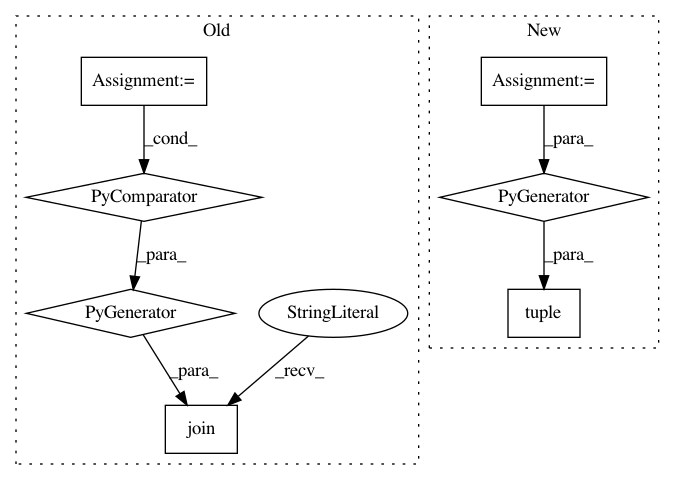 Old
New
Assignment:=
Assignment:=
_cond_
_para_
PyComparator
PyGenerator
_para_
_para_
PyGenerator
StringLiteral
tuple
_para_
_recv_
join